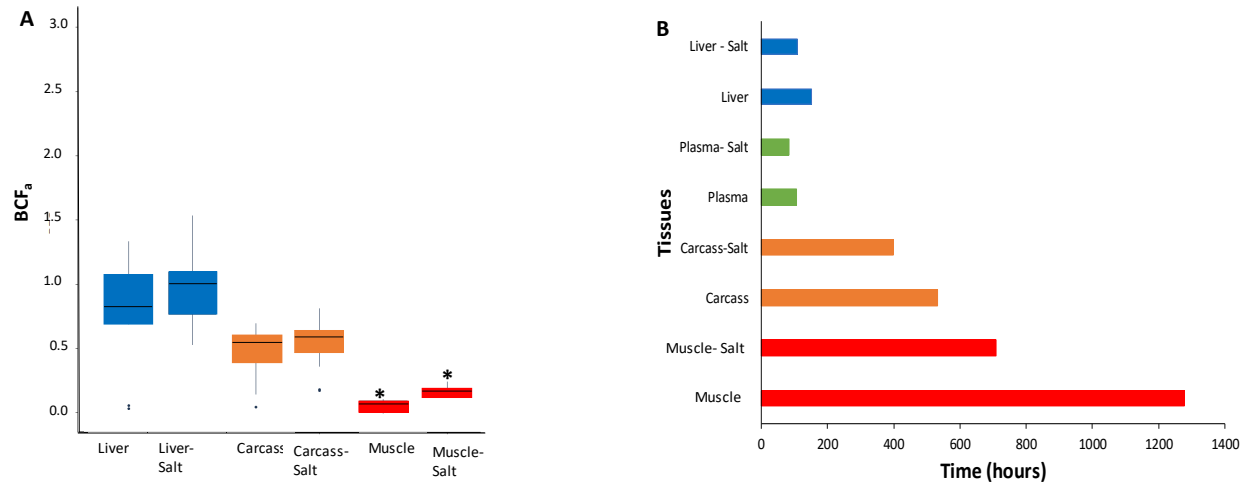 A
3.0
2.5
2.0
1.5
1.0
0.5
0.0
BCFa
*
*
Liver
Liver-
Salt
Carcass
Carcass-
Salt
Muscle
Muscle-
Salt
B
Tissues
Liver - Salt
Liver
Plasma- Salt
Plasma
Carcass-Salt
Carcass
Muscle- Salt
Muscle
0 200 400 600 800 1000 1200 1400
Time (hours)